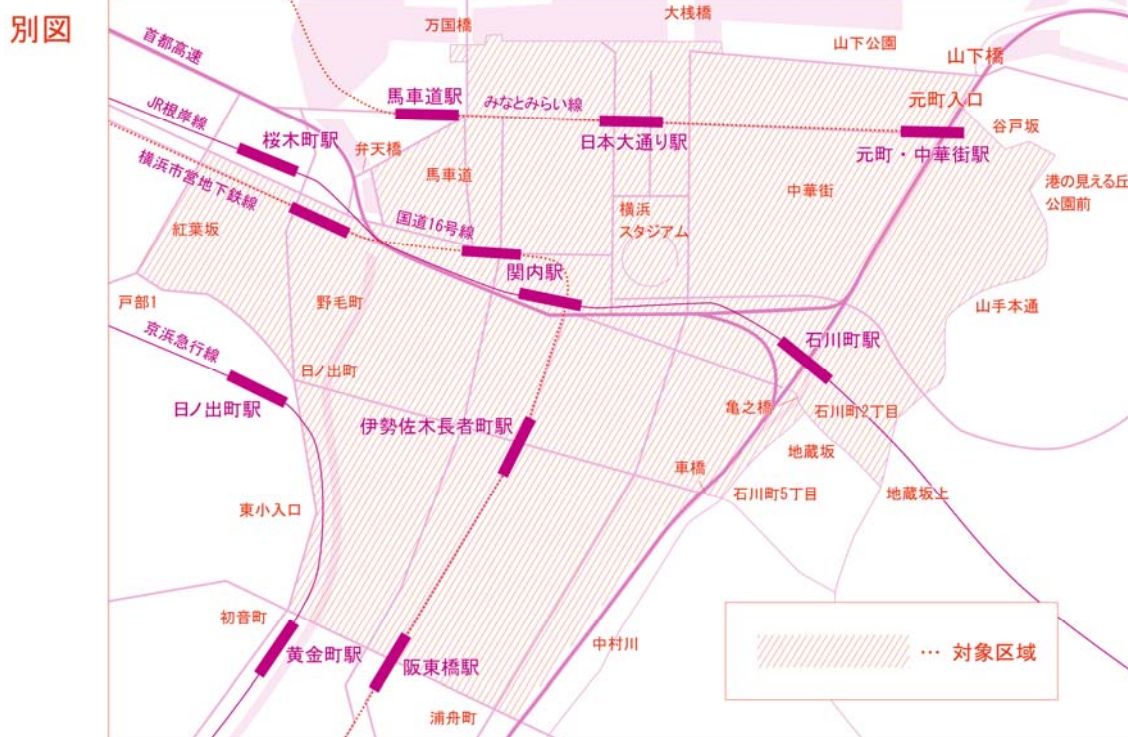 別図
万国橋
大桟橋
首都高速
山下公園
山下橋
馬車道駅
みなとみらい線
JR根岸線
元町入口
桜木町駅
日本大通り駅
谷戸坂
弁天橋
元町・中華街駅
横浜市営地下鉄線
馬車道
中華街
港の見える丘
公園前
国道16号線
横浜
スタジアム
紅葉坂
関内駅
戸部1
野毛町
山手本通
京浜急行線
石川町駅
日ノ出町
日ノ出町駅
亀之橋
石川町2丁目
伊勢佐木長者町駅
地蔵坂
車橋
石川町5丁目
地蔵坂上
東小入口
初音町
中村川
黄金町駅
阪東橋駅
… 対象区域
浦舟町